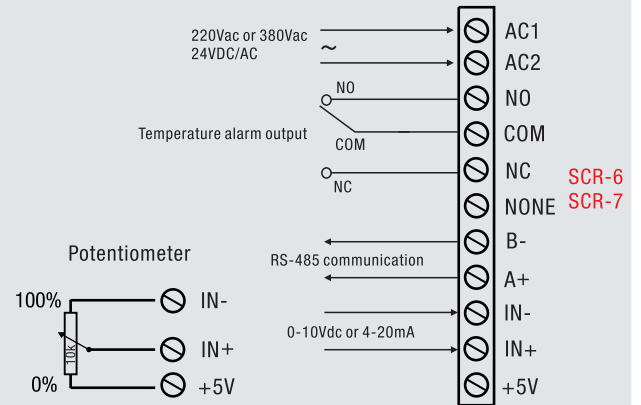 220Vac or 380Vac
24VDC/AC
~
AC1
AC2
NO
NO
Temperature alarm output
COM
COM
NC
NC
SCR-6
SCR-7
NONE
B-
RS-485 communication
A+
IN-
0-10Vdc or 4-20mA
IN+
+5V
Potentiometer
100%
IN-
10k
IN+
0%
+5V